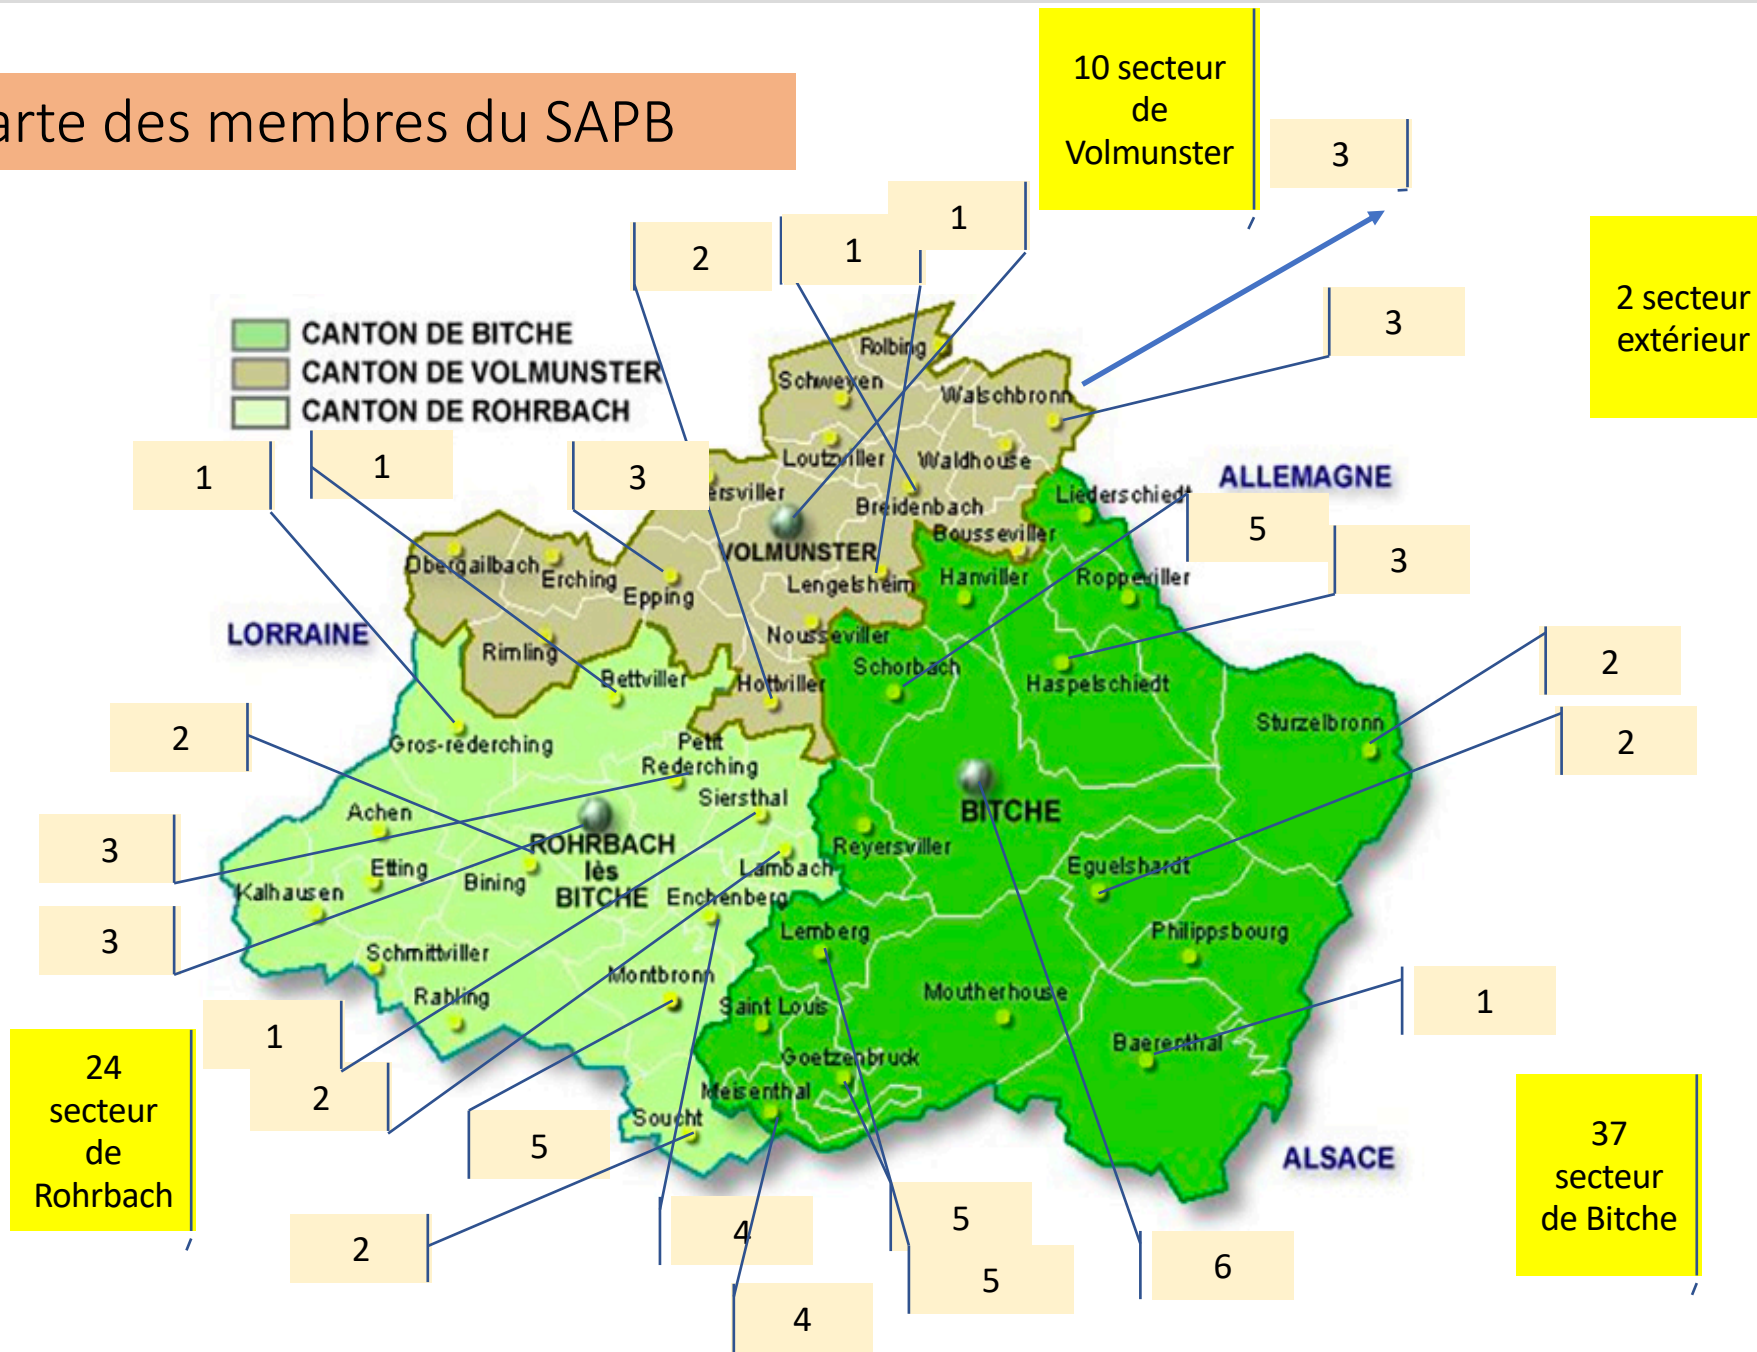 arte des membres du SAPB
10 secteur
de
Volmunster
3
1
2
1
2 secteur
extérieur
3
CANTON DE BITCHE
CANTON DE VOLMUNSTER
CANTON DE ROHRBACH
Rolbing
Schweyen
Walschbronn
1
1
3
Loutzviller
Waldhouse
ALLEMAGNE
ersviller
Liederschiedt
Breidenbach
5
Bousseviller
VOLMUNSTER
3
Obergailbach
Erching
Epping
Lengelsheim
Hanviller
Roppeviller
LORRAINE
Nousseviller
Rimling
Schorbach
2
Bettviller
Hottviller
Haspelschiedt
Sturzelbronn
2
Gros-réderching
Petit
Rederching
2
Siersthal
Achen
BITCHE
3
ROHRBACH
lès
BITCHE
Reyersviller
Eguelshardt
Etting
Bining
Lambach
Kalhausen
Enchenberg
Lemberg
Philippsbourg
3
Schmittviller
Montbronn
Mouterhouse
Rahling
Saint Louis
1
1
Baerenthal
Goetzenbruck
24
secteur
de
Rohrbach
2
Meisenthal
Soucht
5
37
secteur
de Bitche
ALSACE
2
4
5
5
6
4